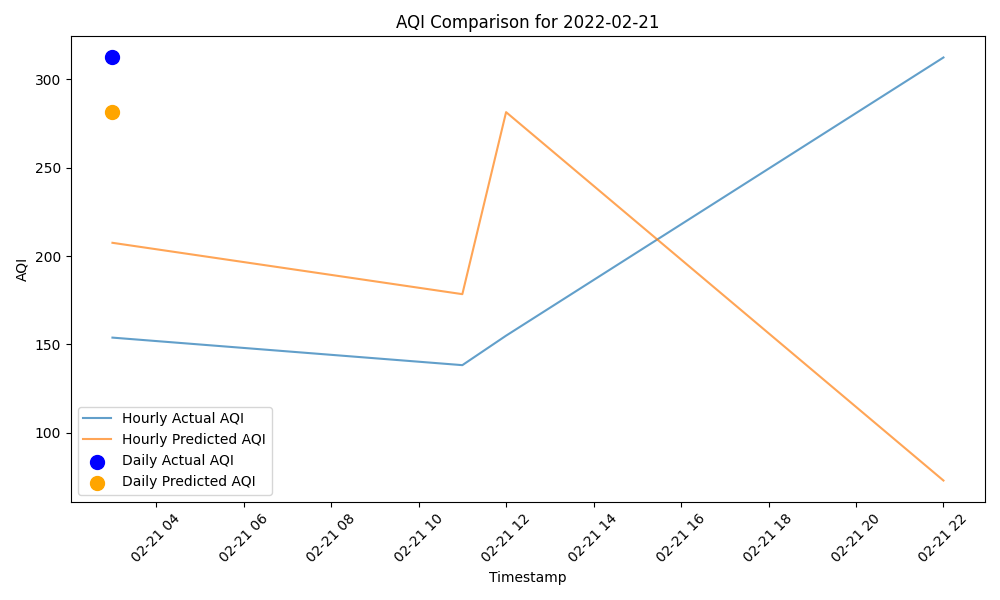 AQI Comparison for 2022-02-21
AQI
300
250
200
150
100
Hourly Actual AQI
Hourly Predicted AQI
Daily Actual AQI
Daily Predicted AQI
02-21 04
02-21 06
02-21 08
02-21 10
02-21 12
02-21 14
02-21 16
02-21 18
02-21 20
02-21 22
Timestamp